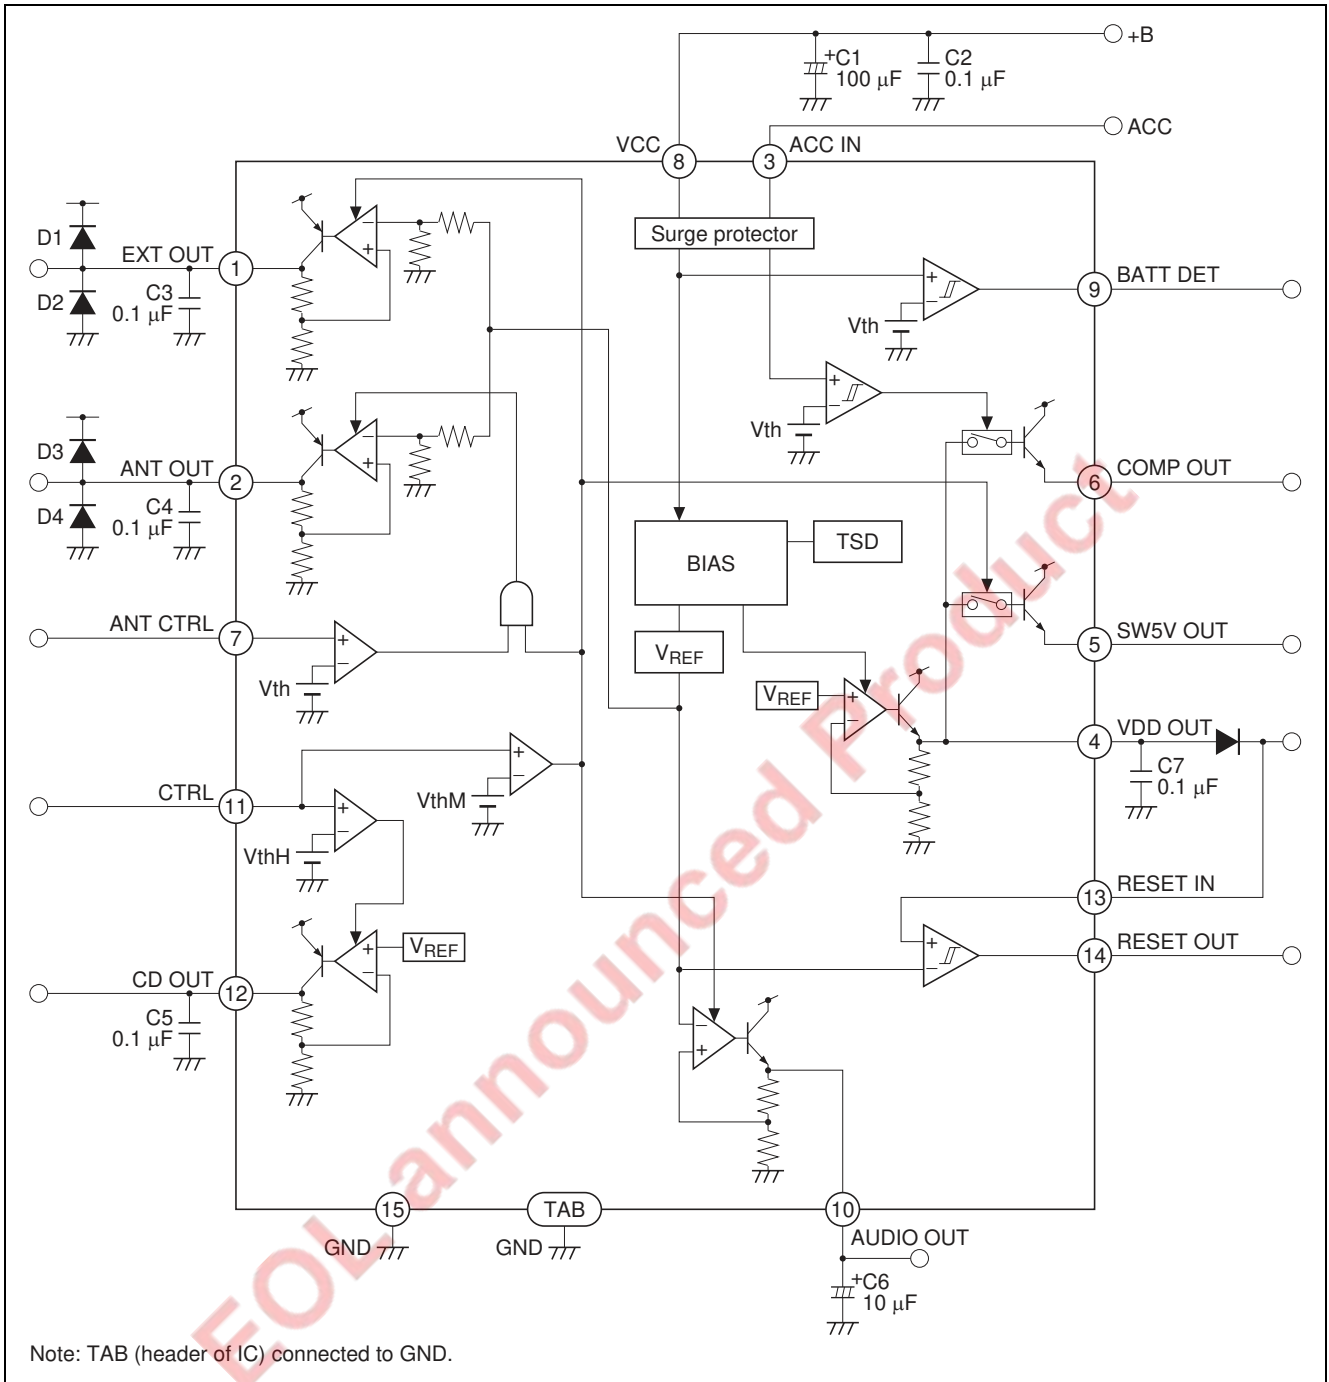 +B
+C1
100 µF
C2
0.1 µF
ACC
VCC
8
3
ACC IN
Surge protector
D1
EXT OUT
1
D2
C3
0.1 µF
−
+
+
−
Vth
9
BATT DET
+
−
Vth
D3
ANT OUT
2
D4
C4
0.1 µF
−
+
6
COMP OUT
BIAS
TSD
ANT CTRL
7
+
−
Vth
VREF
5
SW5V OUT
VREF
+
−
4
VDD OUT
C7
0.1 µF
CTRL
11
+
−
VthM
+
−
VthH
13
RESET IN
+
−
14
RESET OUT
CD OUT
12
C5
0.1 µF
+
−
VREF
−
+
15
GND
TAB
GND
10
AUDIO OUT
+C6
10 µF
Note: TAB (header of IC) connected to GND.
EOL announced Product